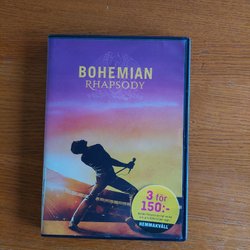 BOHEMIAN
RHAPSODY
3 för
150:-
HEMMAKVÄLL